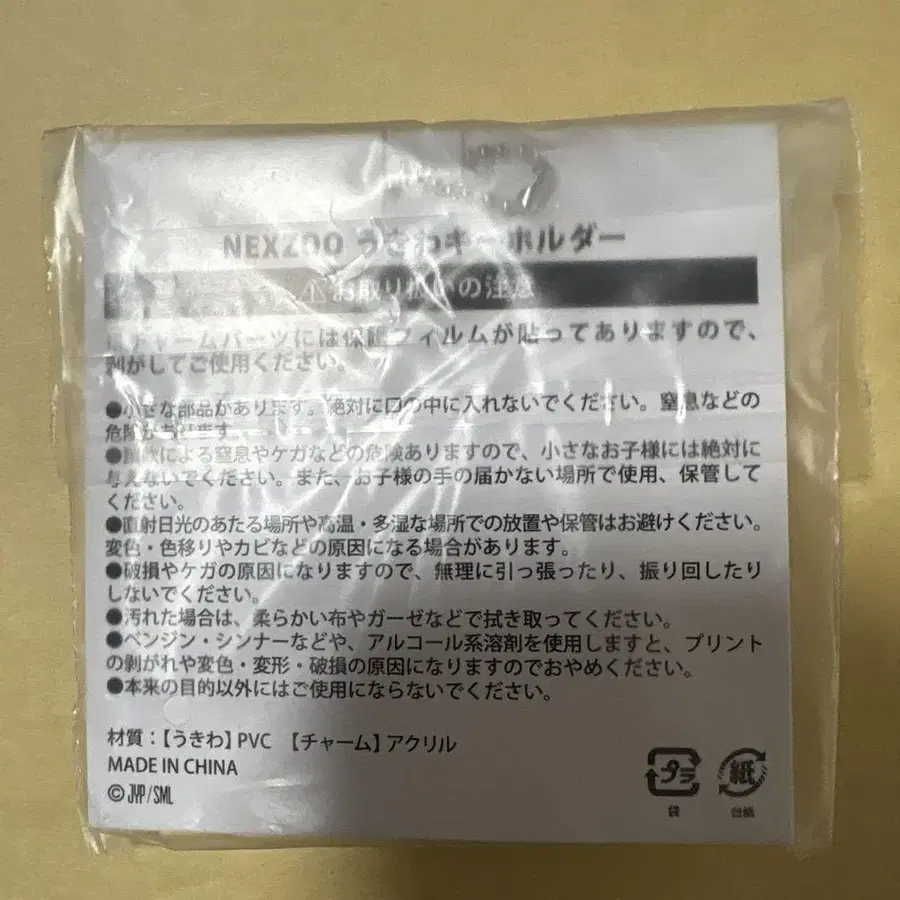 NEXZOO うきわキーホルダー
お取り扱いの注意
チャームパーツには保護フィルムが貼ってありますので、
剥がしてご使用ください。
●小さな部品があります。絶対に口の中に入れないでください。窒息などの
危険があります。
●誤飲による窒息やケガなどの危険ありますので、小さなお子様には絶対に
与えないでください。また、お子様の手の届かない場所で使用、保管して
ください。
●直射日光のあたる場所や高温・多湿な場所での放置や保管はお避けください。
変色・色移りやカビなどの原因になる場合があります。
●破損やケガの原因になりますので、無理に引っ張ったり、振り回したり
しないでください。
●汚れた場合は、柔らかい布やガーゼなどで拭き取ってください。
●ベンジン・シンナーなどや、アルコール系溶剤を使用しますと、プリント
の剥がれや変色・変形・破損の原因になりますのでおやめください。
●本来の目的以外にはご使用にならないでください。
材質：【うきわ】PVC 【チャーム】アクリル
MADE IN CHINA
© JYP/SML
プラ 紙
袋 台紙